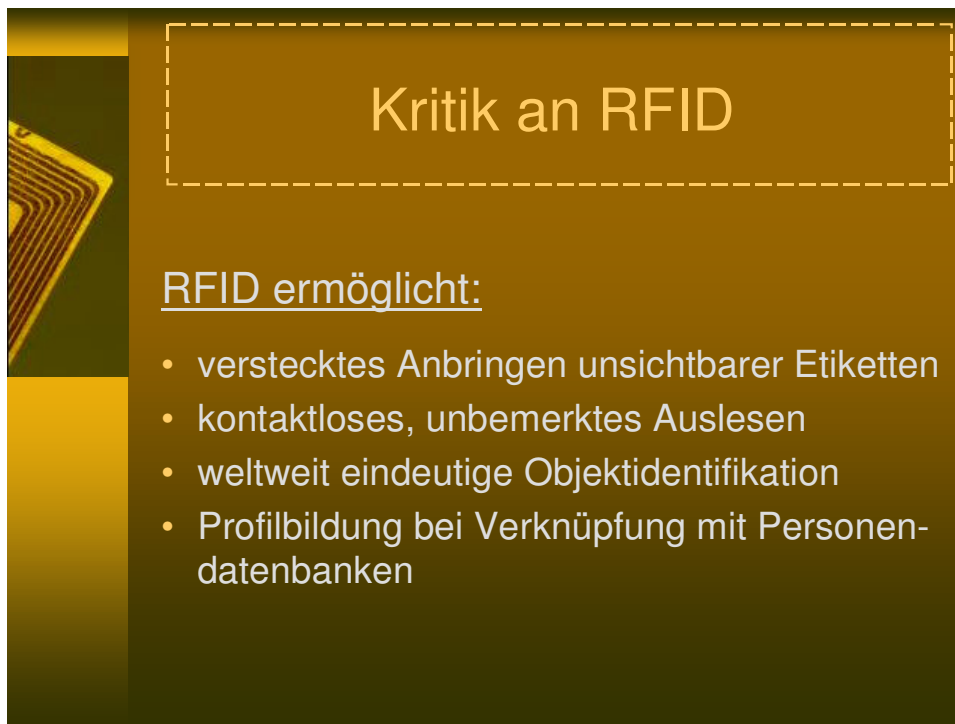 Kritik an RFID
RFID ermöglicht:
• verstecktes Anbringen unsichtbarer Etiketten
• kontaktloses, unbemerktes Auslesen
• weltweit eindeutige Objektidentifikation
• Profilbildung bei Verknüpfung mit Personen-
datenbanken